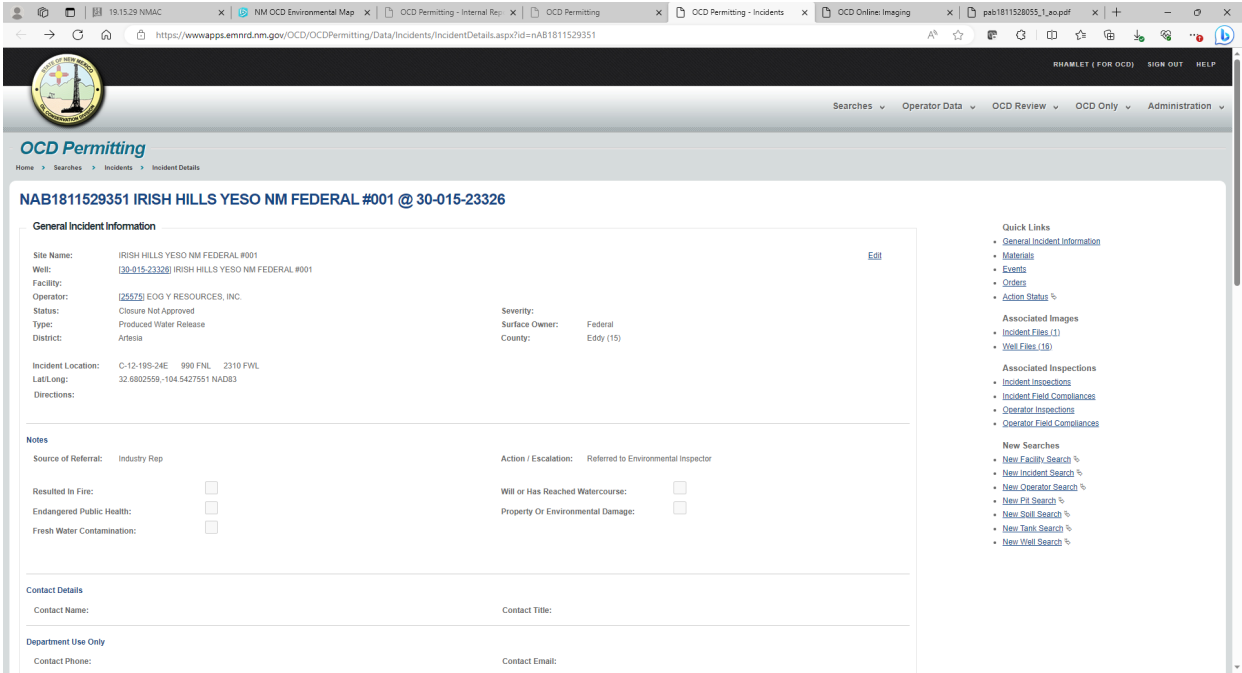 19.15.29 NMAC
NM OCD Environmental Map
OCD Permitting - Internal Rep
OCD Permitting
OCD Permitting - Incidents
OCD Online: Imaging
pab1811528055_1_ao.pdf
https://wwwapps.emnrd.nm.gov/OCD/OCDPermitting/Data/Incidents/IncidentDetails.aspx?id=nAB1811529351
RHAMLET ( FOR OCD) SIGN OUT HELP
STATE OF NEW MEXICO
OIL CONSERVATION DIVISION
Searches Operator Data OCD Review OCD Only Administration
OCD Permitting
Home > Searches > Incidents > Incident Details
NAB1811529351 IRISH HILLS YESO NM FEDERAL #001 @ 30-015-23326
General Incident Information
Site Name: IRISH HILLS YESO NM FEDERAL #001 Edit
Well: [30-015-23326] IRISH HILLS YESO NM FEDERAL #001
Facility:
Operator: [25575] EOG Y RESOURCES, INC.
Status: Closure Not Approved Severity:
Type: Produced Water Release Surface Owner: Federal
District: Artesia County: Eddy (15)
Incident Location: C-12-19S-24E 990 FNL 2310 FWL
Lat/Long: 32.6802559,-104.5427551 NAD83
Directions:
Notes
Source of Referral: Industry Rep Action / Escalation: Referred to Environmental Inspector
Resulted In Fire: Will or Has Reached Watercourse:
Endangered Public Health: Property Or Environmental Damage:
Fresh Water Contamination:
Contact Details
Contact Name: Contact Title:
Department Use Only
Contact Phone: Contact Email:
Quick Links
General Incident Information
Materials
Events
Orders
Action Status
Associated Images
Incident Files (1)
Well Files (16)
Associated Inspections
Incident Inspections
Incident Field Compliances
Operator Inspections
Operator Field Compliances
New Searches
New Facility Search
New Incident Search
New Operator Search
New Pit Search
New Spill Search
New Tank Search
New Well Search